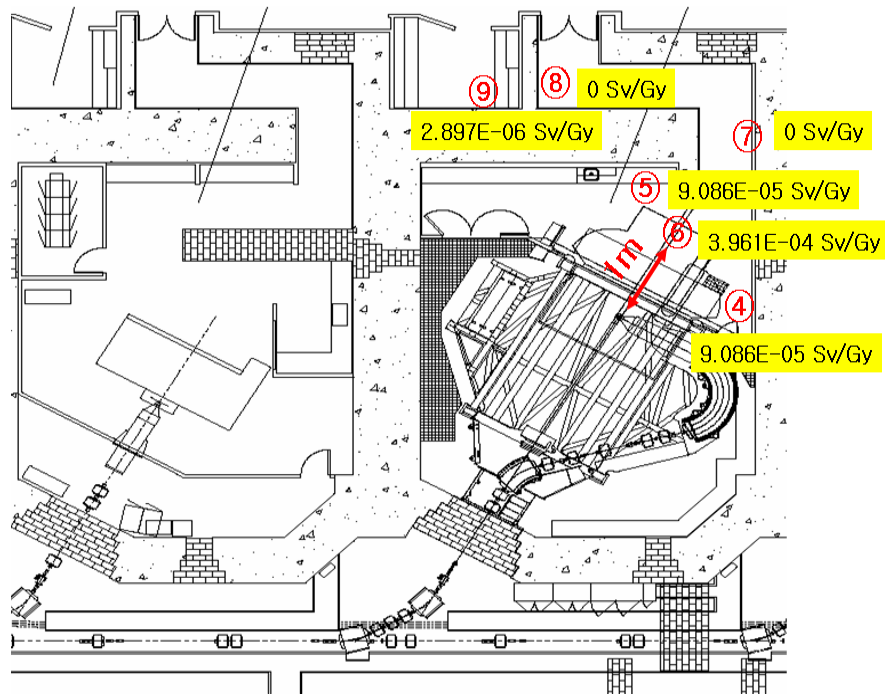 ⑧
0 Sv/Gy
⑨
2.897E-06 Sv/Gy
⑦
0 Sv/Gy
⑤
9.086E-05 Sv/Gy
⑥
3.961E-04 Sv/Gy
1m
④
9.086E-05 Sv/Gy